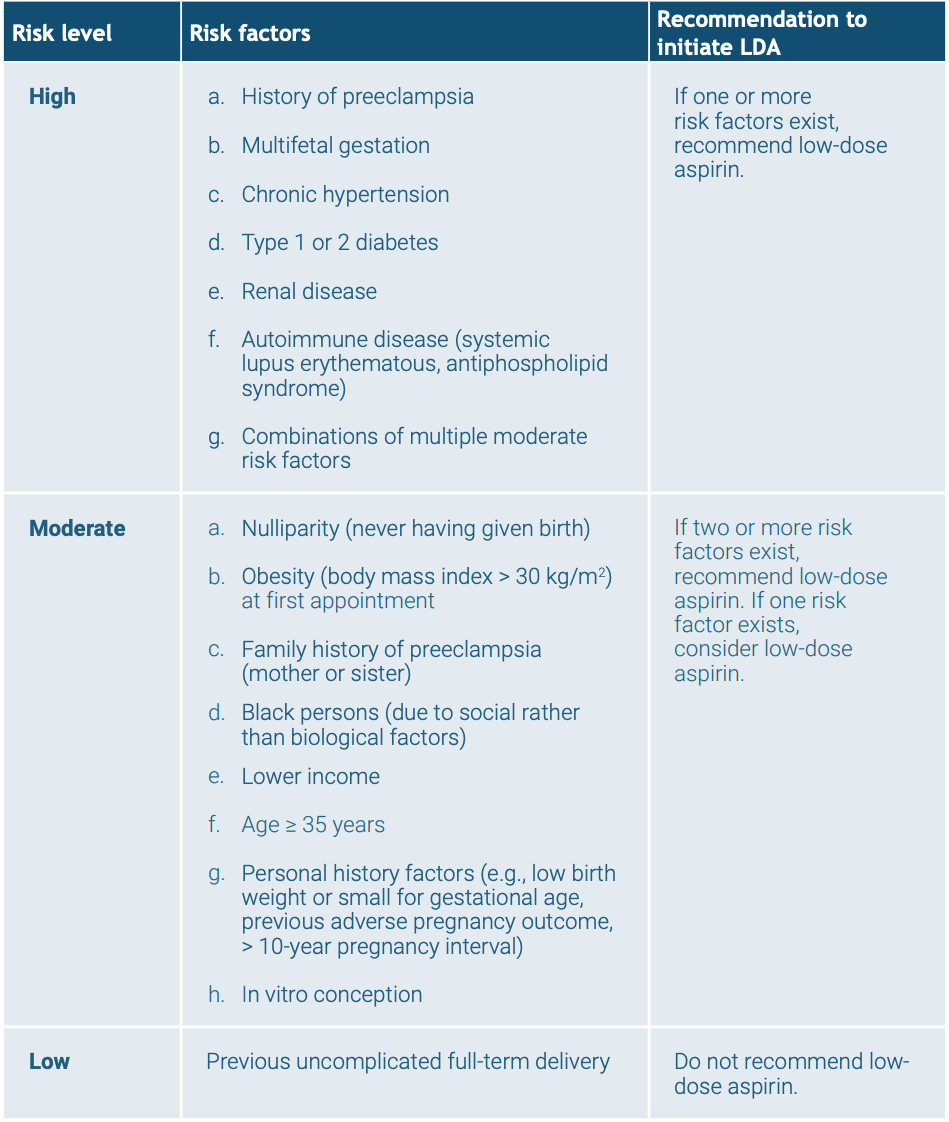 Risk level
Risk factors
Recommendation to
initiate LDA
High
a. History of preeclampsia
b. Multifetal gestation
c. Chronic hypertension
d. Type 1 or 2 diabetes
e. Renal disease
f. Autoimmune disease (systemic
lupus erythematous, antiphospholipid
syndrome)
g. Combinations of multiple moderate
risk factors
If one or more
risk factors exist,
recommend low-dose
aspirin.
Moderate
a. Nulliparity (never having given birth)
b. Obesity (body mass index > 30 kg/m²)
at first appointment
c. Family history of preeclampsia
(mother or sister)
d. Black persons (due to social rather
than biological factors)
e. Lower income
f. Age ≥ 35 years
g. Personal history factors (e.g., low birth
weight or small for gestational age,
previous adverse pregnancy outcome,
> 10-year pregnancy interval)
h. In vitro conception
If two or more risk
factors exist,
recommend low-dose
aspirin. If one risk
factor exists,
consider low-dose
aspirin.
Low
Previous uncomplicated full-term delivery
Do not recommend low-
dose aspirin.